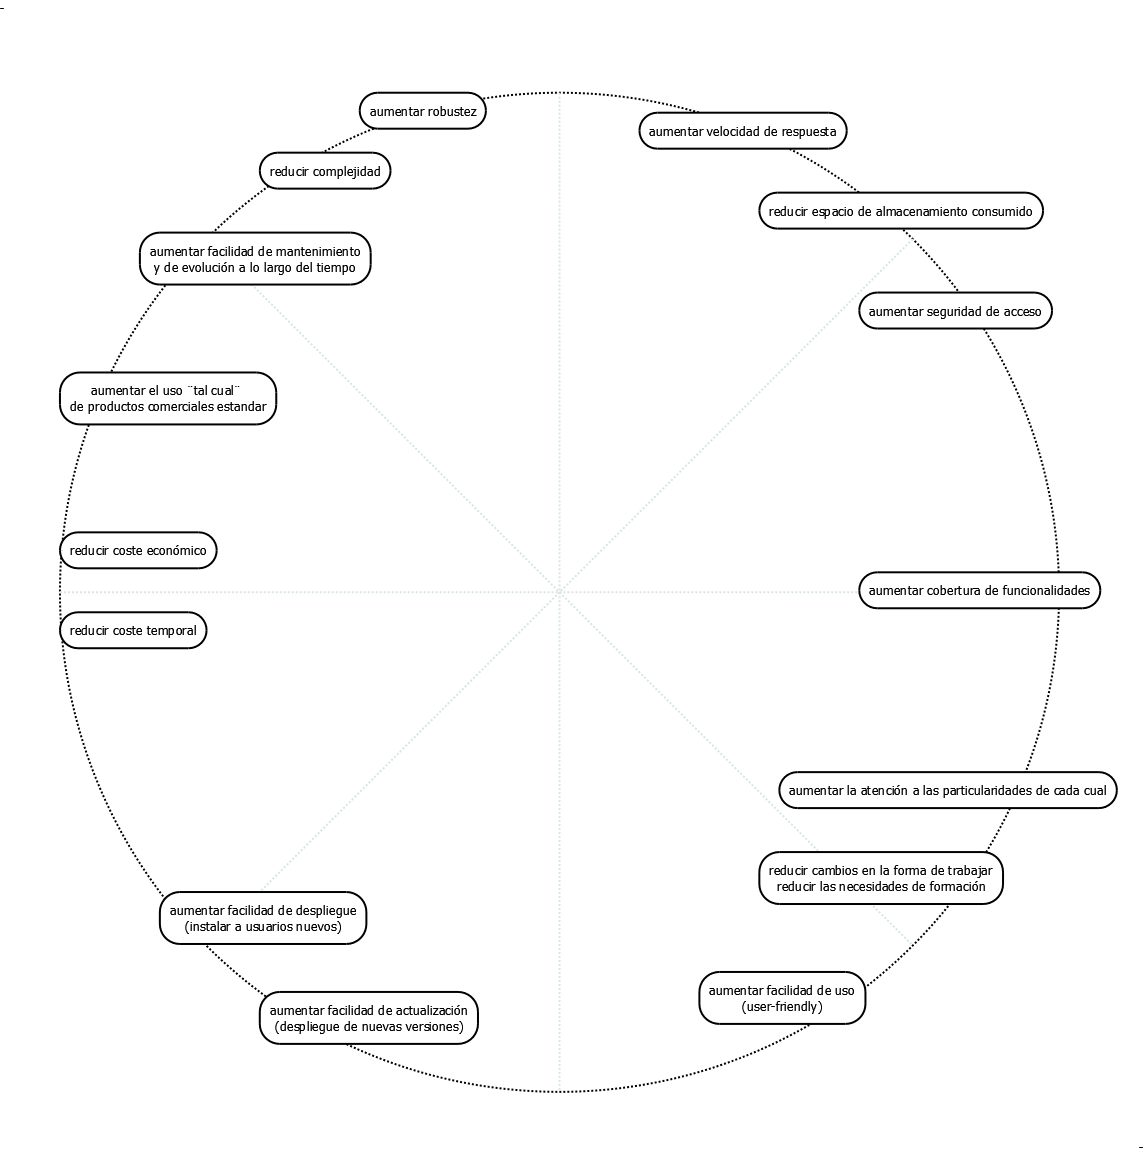 aumentar robustez
aumentar velocidad de respuesta
reducir complejidad
reducir espacio de almacenamiento consumido
aumentar facilidad de mantenimiento
y de evolución a lo largo del tiempo
aumentar seguridad de acceso
aumentar el uso ¨tal cual¨
de productos comerciales estandar
reducir coste económico
aumentar cobertura de funcionalidades
reducir coste temporal
aumentar la atención a las particularidades de cada cual
reducir cambios en la forma de trabajar
reducir las necesidades de formación
aumentar facilidad de despliegue
(instalar a usuarios nuevos)
aumentar facilidad de uso
(user-friendly)
aumentar facilidad de actualización
(despliegue de nuevas versiones)